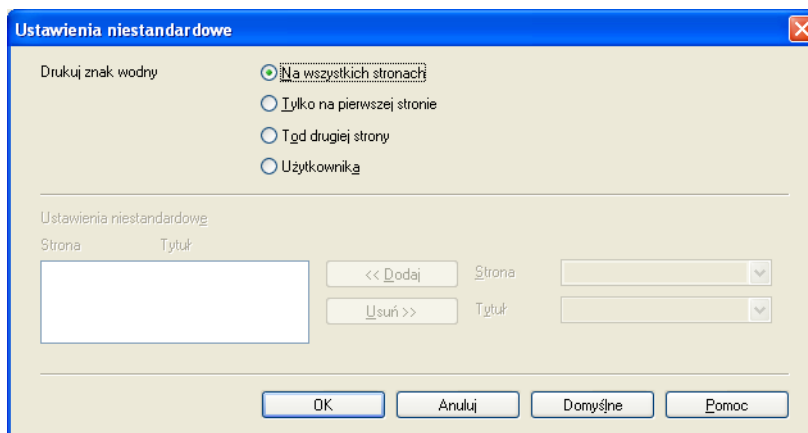 Ustawienia niestandardowe
Drukuj znak wodny
Na wszystkich stronach
Tylko na pierwszej stronie
Tod drugiej strony
Użytkownika
Ustawienia niestandardowe
Strona Tytuł
<< Dodaj Strona
Usuń >> Tytuł
OK Anuluj Domyślne Pomoc